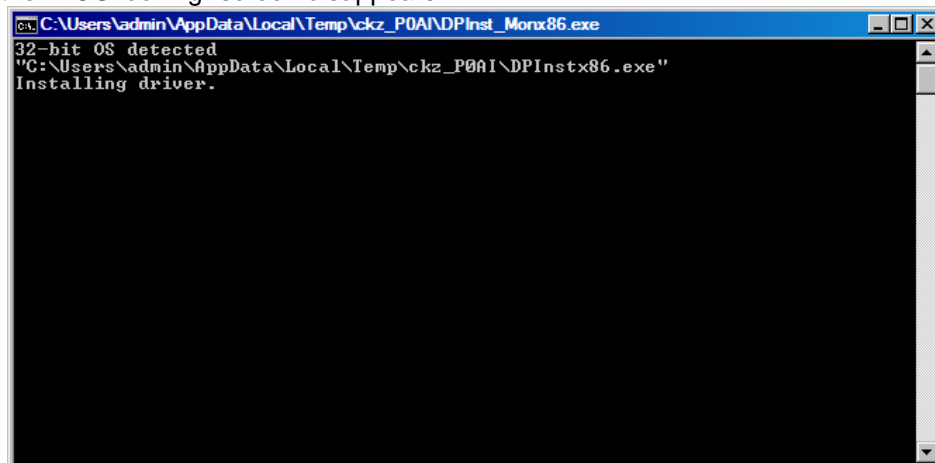 C:\Users\admin\AppData\Local\Temp\ckz_P0AI\DPInst_Monx86.exe
32-bit OS detected
"C:\Users\admin\AppData\Local\Temp\ckz_P0AI\DPInstx86.exe"
Installing driver.